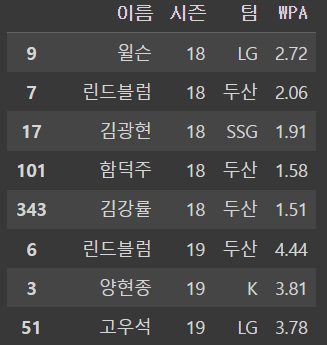 이름 시즌 팀 WPA
9 윌슨 18 LG 2.72
7 린드블럼 18 두산 2.06
17 김광현 18 SSG 1.91
101 함덕주 18 두산 1.58
343 김강률 18 두산 1.51
6 린드블럼 19 두산 4.44
3 양현종 19 K 3.81
51 고우석 19 LG 3.78